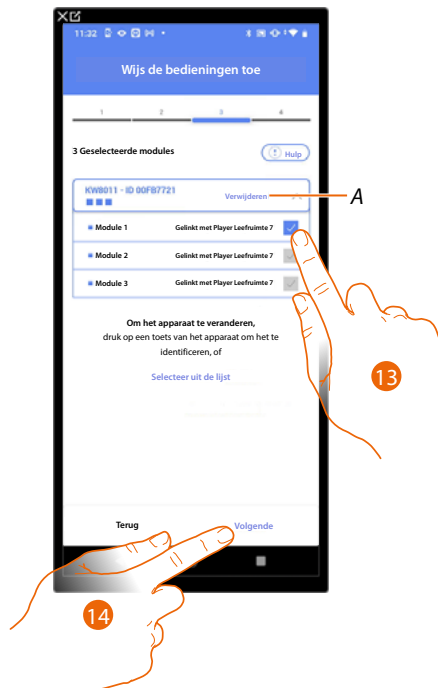 11:32
Wijs de bedieningen toe
1 2 3 4
3 Geselecteerde modules
Hulp
KW8011 - ID 00FB7721
Verwijderen
A
Module 1 Gelinkt met Player Leefruimte 7
Module 2 Gelinkt met Player Leefruimte 7
Module 3 Gelinkt met Player Leefruimte 7
Om het apparaat te veranderen,
druk op een toets van het apparaat om het te
identificeren, of
Selecteer uit de lijst
13
Terug Volgende
14